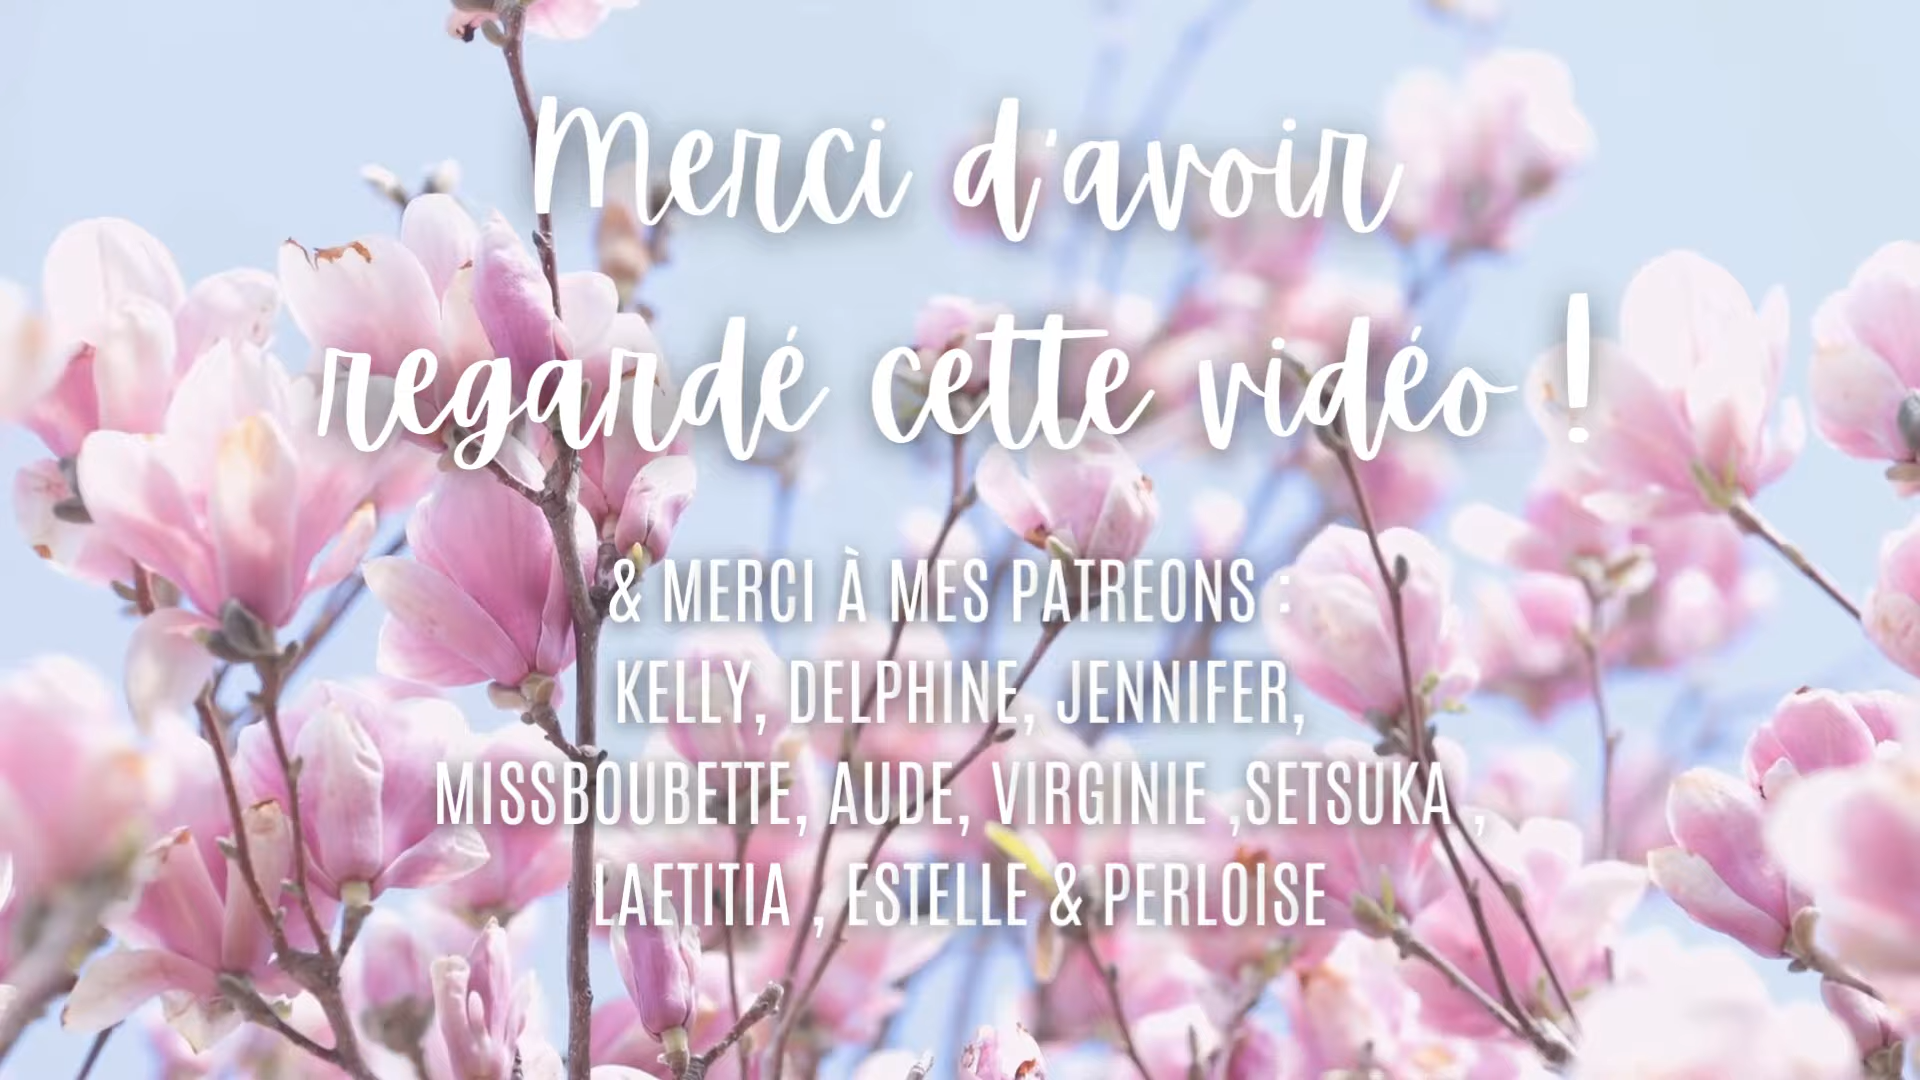 Merci d'avoir
regardé cette vidéo !
& MERCI À MES PATREONS :
KELLY, DELPHINE, JENNIFER,
MISSBOUBETTE, AUDE, VIRGINIE ,SETSUKA ,
LAETITIA , ESTELLE & PERLOISE